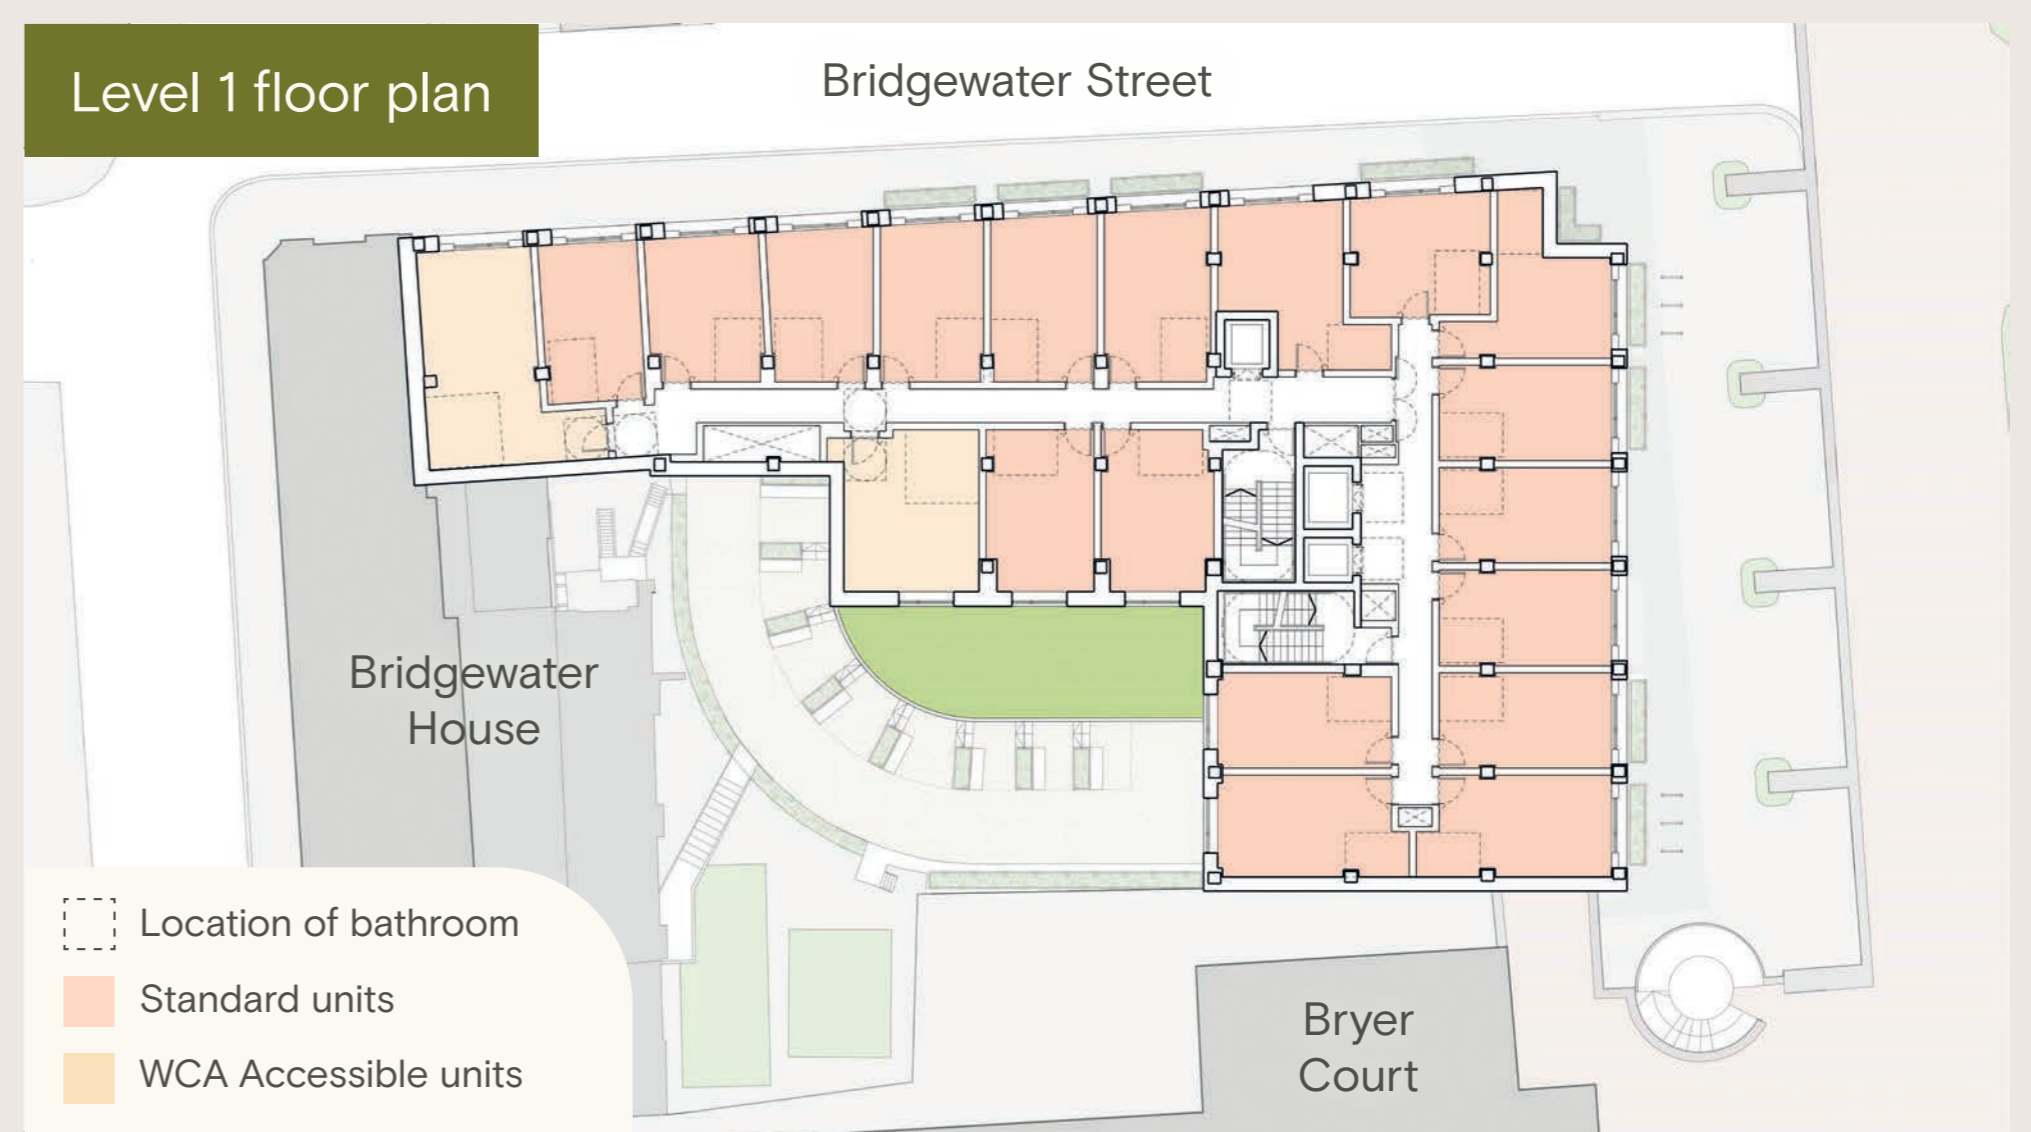 Level 1 floor plan
Bridgewater Street
Bridgewater
House
Bryer
Court
Location of bathroom
Standard units
WCA Accessible units